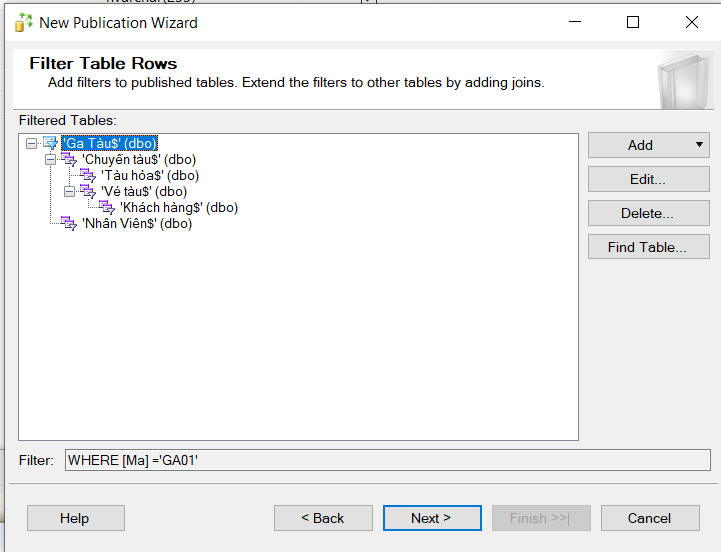 New Publication Wizard
Filter Table Rows
Add filters to published tables. Extend the filters to other tables by adding joins.
Filtered Tables:
'Ga Tàu$' (dbo)
'Chuyến tàu$' (dbo)
'Tàu hỏa$' (dbo)
'Vé tàu$' (dbo)
'Khách hàng$' (dbo)
'Nhân Viên$' (dbo)
Add
Edit...
Delete...
Find Table...
Filter: WHERE [Ma] ='GA01'
Help < Back Next > Finish >>| Cancel